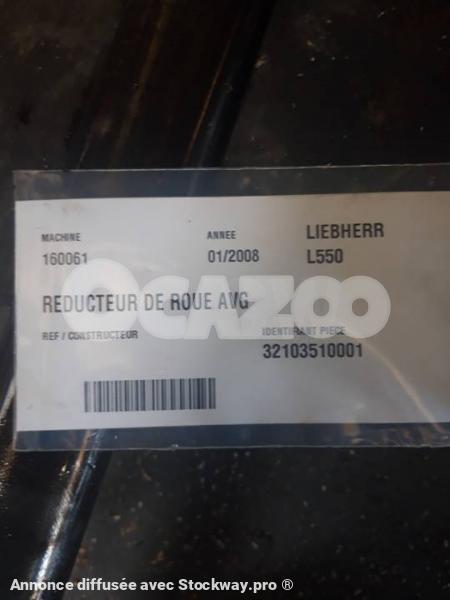 MACHINE ANNEE LIEBHERR
160061 01/2008 L550
REDUCTEUR DE ROUE AVG
OCAZOO
REF / CONSTRUCTEUR IDENTIFIANT PIECE
32103510001
Annonce diffusée avec Stockway.pro ®